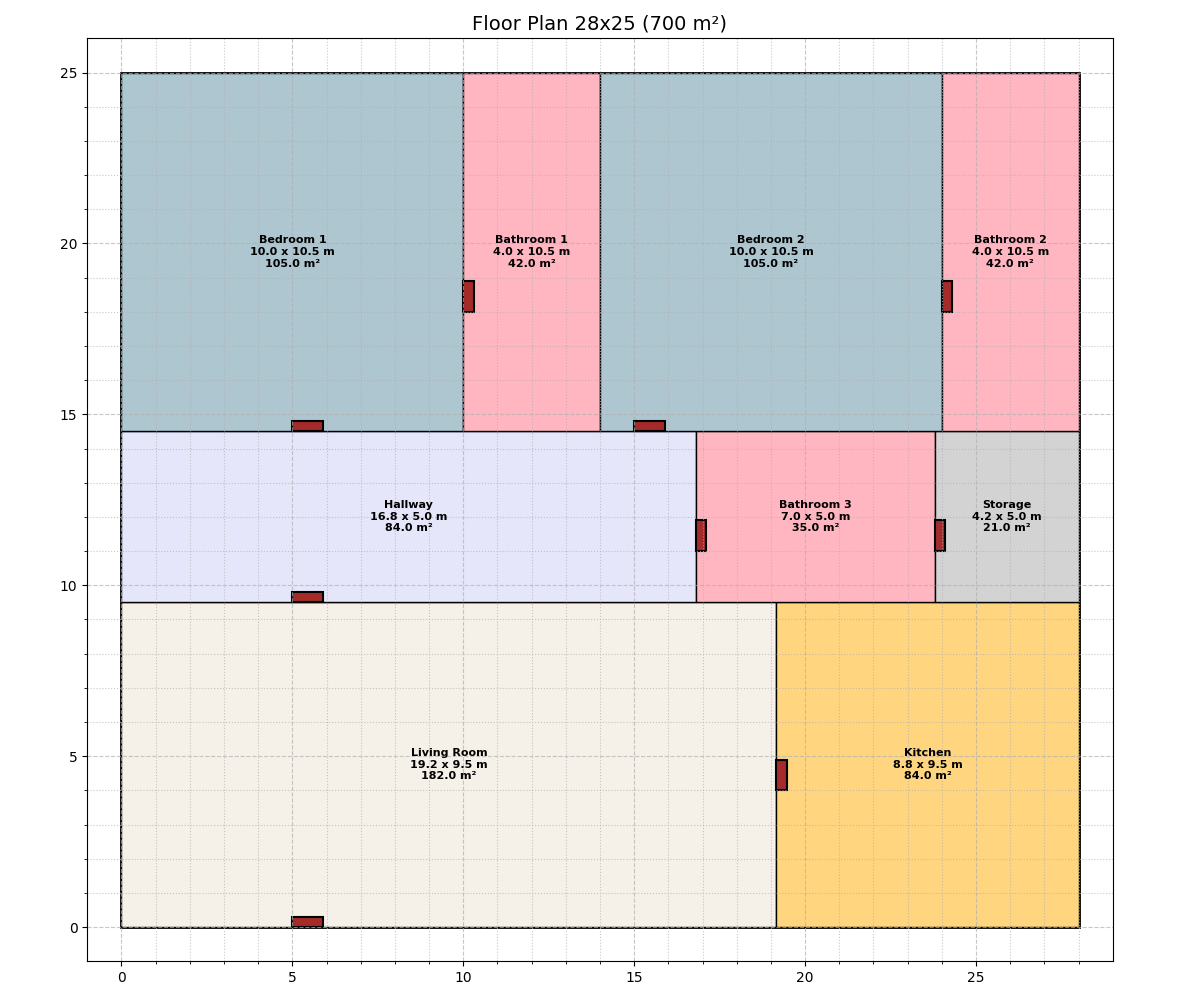 Floor Plan 28x25 (700 m²)
25
20
15
10
5
0
Bedroom 1
10.0 x 10.5 m
105.0 m²
Bathroom 1
4.0 x 10.5 m
42.0 m²
Bedroom 2
10.0 x 10.5 m
105.0 m²
Bathroom 2
4.0 x 10.5 m
42.0 m²
Hallway
16.8 x 5.0 m
84.0 m²
Bathroom 3
7.0 x 5.0 m
35.0 m²
Storage
4.2 x 5.0 m
21.0 m²
Living Room
19.2 x 9.5 m
182.0 m²
Kitchen
8.8 x 9.5 m
84.0 m²
0
5
10
15
20
25